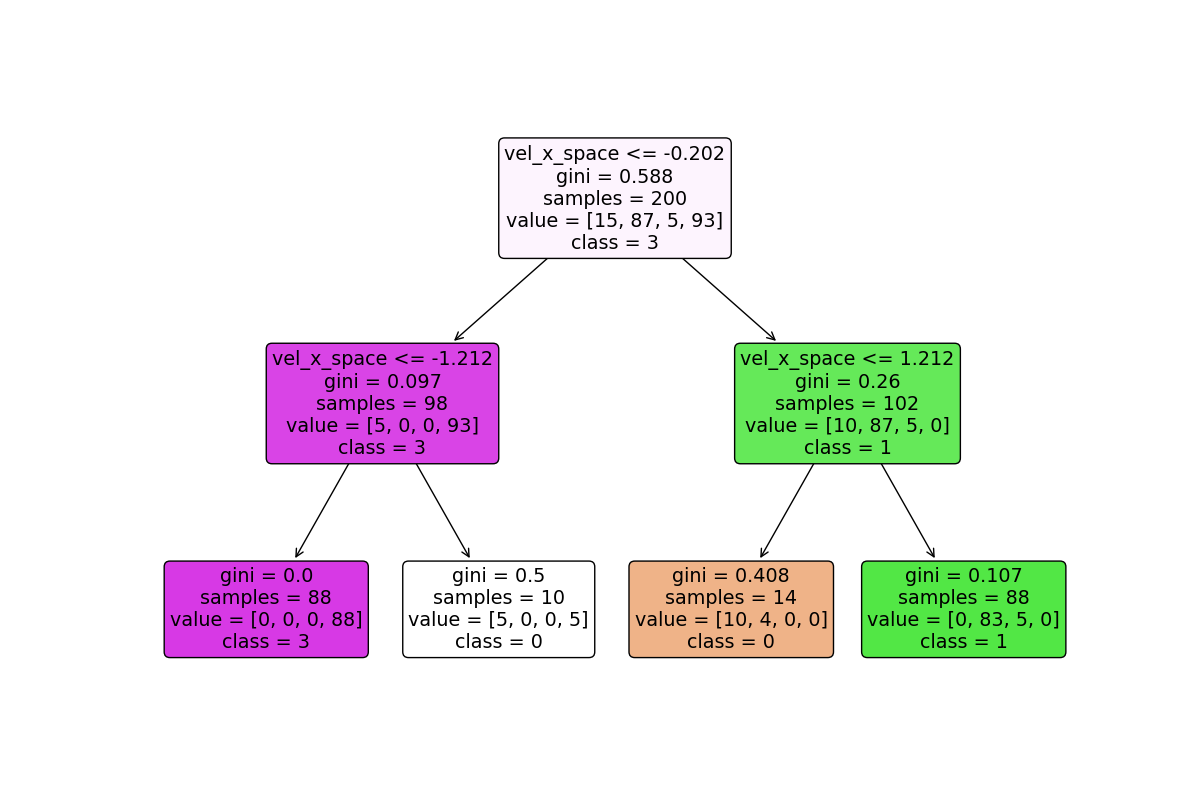 vel_x_space <= -0.202
gini = 0.588
samples = 200
value = [15, 87, 5, 93]
class = 3
vel_x_space <= -1.212
gini = 0.097
samples = 98
value = [5, 0, 0, 93]
class = 3
vel_x_space <= 1.212
gini = 0.26
samples = 102
value = [10, 87, 5, 0]
class = 1
gini = 0.0
samples = 88
value = [0, 0, 0, 88]
class = 3
gini = 0.5
samples = 10
value = [5, 0, 0, 5]
class = 0
gini = 0.408
samples = 14
value = [10, 4, 0, 0]
class = 0
gini = 0.107
samples = 88
value = [0, 83, 5, 0]
class = 1